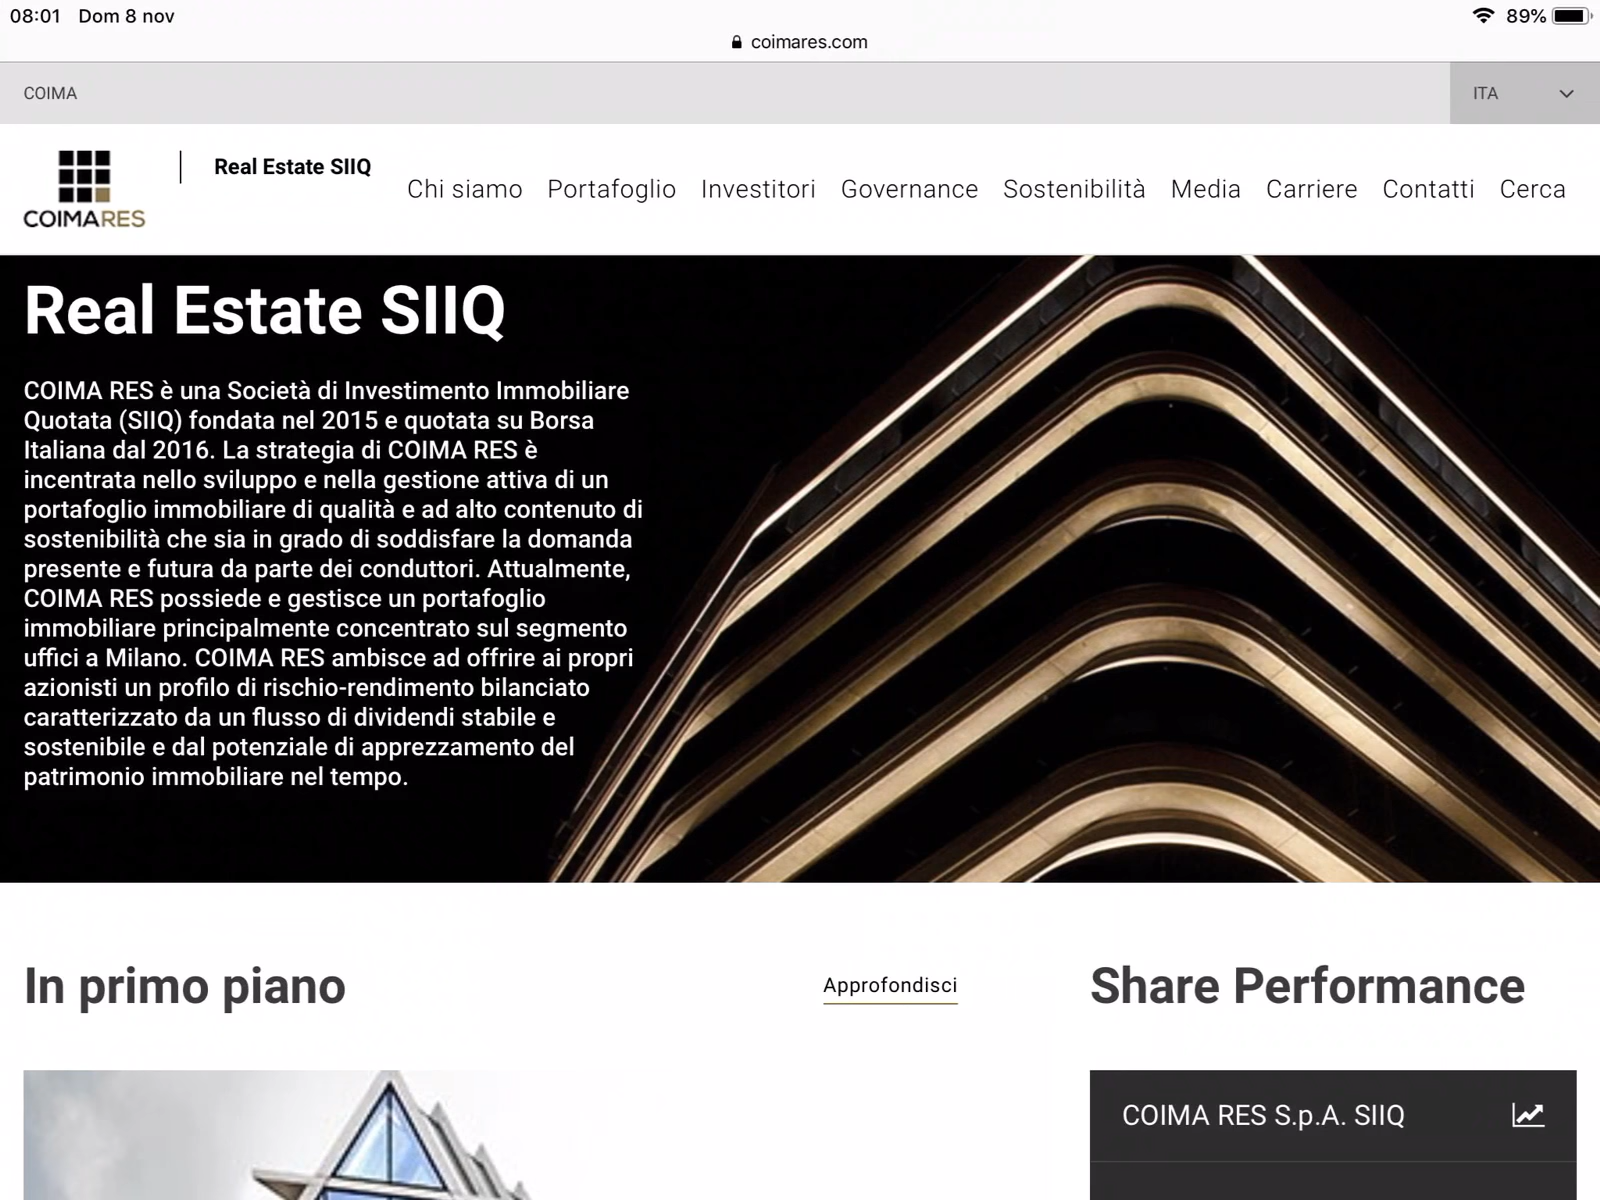 08:01 Dom 8 nov
89%
coimares.com
COIMA
ITA
COIMARES
Real Estate SIIQ
Chi siamo Portafoglio Investitori Governance Sostenibilità Media Carriere Contatti Cerca
Real Estate SIIQ
COIMA RES è una Società di Investimento Immobiliare
Quotata (SIIQ) fondata nel 2015 e quotata su Borsa
Italiana dal 2016. La strategia di COIMA RES è
incentrata nello sviluppo e nella gestione attiva di un
portafoglio immobiliare di qualità e ad alto contenuto di
sostenibilità che sia in grado di soddisfare la domanda
presente e futura da parte dei conduttori. Attualmente,
COIMA RES possiede e gestisce un portafoglio
immobiliare principalmente concentrato sul segmento
uffici a Milano. COIMA RES ambisce ad offrire ai propri
azionisti un profilo di rischio-rendimento bilanciato
caratterizzato da un flusso di dividendi stabile e
sostenibile e dal potenziale di apprezzamento del
patrimonio immobiliare nel tempo.
In primo piano
Approfondisci
Share Performance
COIMA RES S.p.A. SIIQ